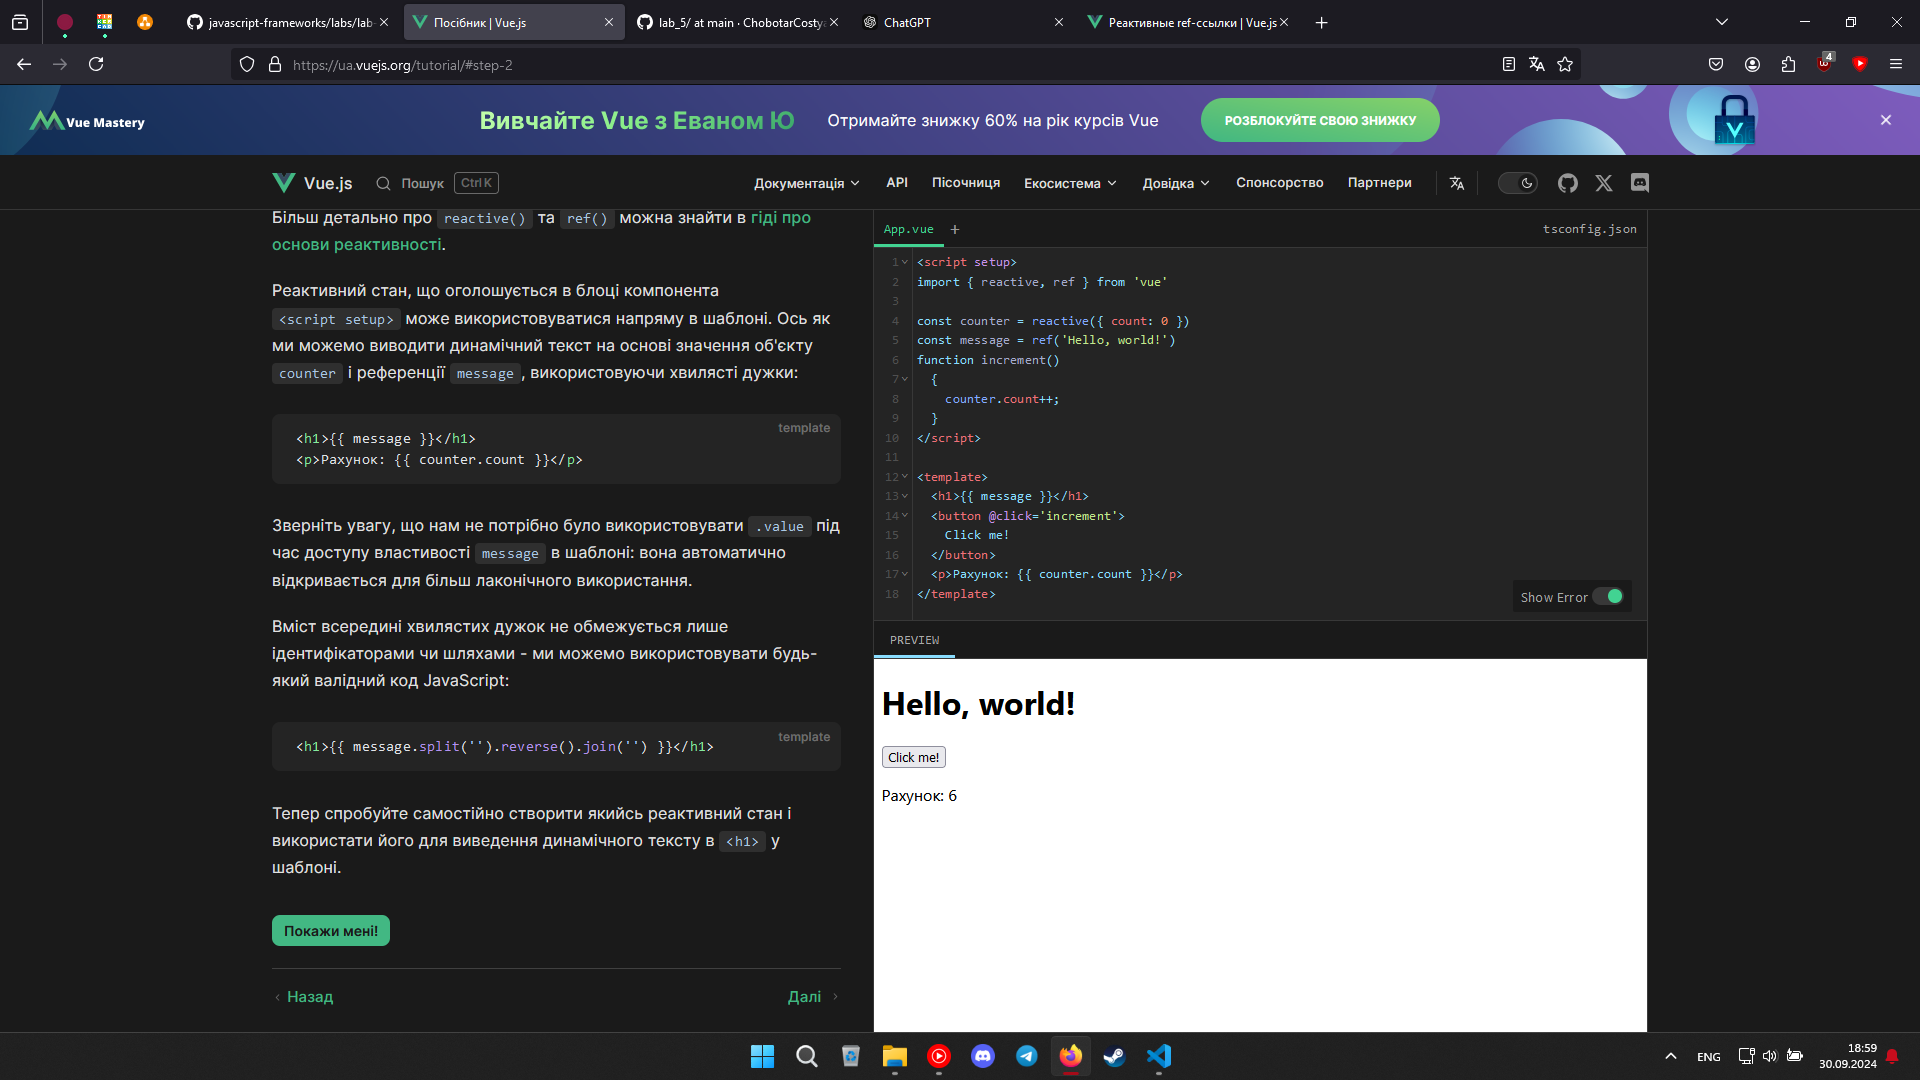 javascript-frameworks/labs/lab-
Посібник | Vue.js
lab_5/ at main · ChobotarCostya
ChatGPT
Реактивные ref-ссылки | Vue.js
https://ua.vuejs.org/tutorial/#step-2
4
Vue Mastery
Вивчайте Vue з Еваном Ю
Отримайте знижку 60% на рік курсів Vue
РОЗБЛОКУЙТЕ СВОЮ ЗНИЖКУ
Vue.js
Пошук
Ctrl K
Документація
API
Пісочниця
Екосистема
Довідка
Спонсорство
Партнери
Більш детально про reactive() та ref() можна знайти в гіді про
основи реактивності.
Реактивний стан, що оголошується в блоці компонента
<script setup> може використовуватися напряму в шаблоні. Ось як
ми можемо виводити динамічний текст на основі значення об'єкту
counter і референції message, використовуючи хвилясті дужки:
template
<h1>{{ message }}</h1>
<p>Рахунок: {{ counter.count }}</p>
Зверніть увагу, що нам не потрібно було використовувати .value під
час доступу властивості message в шаблоні: вона автоматично
відкривається для більш лаконічного використання.
Вміст всередині хвилястих дужок не обмежується лише
ідентифікаторами чи шляхами - ми можемо використовувати будь-
який валідний код JavaScript:
template
<h1>{{ message.split('').reverse().join('') }}</h1>
Тепер спробуйте самостійно створити якийсь реактивний стан і
використати його для виведення динамічного тексту в <h1> у
шаблоні.
Покажи мені!
Назад
Далі
App.vue +
tsconfig.json
1 <script setup>
2 import { reactive, ref } from 'vue'
3
4 const counter = reactive({ count: 0 })
5 const message = ref('Hello, world!')
6 function increment()
7 {
8 counter.count++;
9 }
10 </script>
11
12 <template>
13 <h1>{{ message }}</h1>
14 <button @click='increment'>
15 Click me!
16 </button>
17 <p>Рахунок: {{ counter.count }}</p>
18 </template>
Show Error
PREVIEW
Hello, world!
Click me!
Рахунок: 6
ENG
18:59
30.09.2024